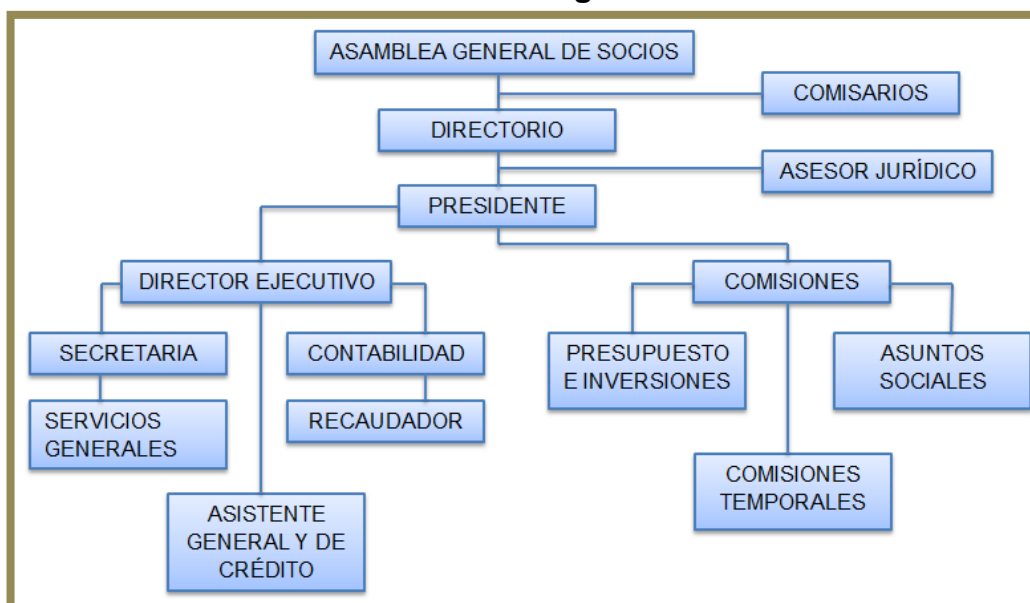 ASAMBLEA GENERAL DE SOCIOS
COMISARIOS
DIRECTORIO
ASESOR JURÍDICO
PRESIDENTE
DIRECTOR EJECUTIVO
COMISIONES
SECRETARIA
CONTABILIDAD
PRESUPUESTO
E INVERSIONES
ASUNTOS
SOCIALES
SERVICIOS
GENERALES
RECAUDADOR
COMISIONES
TEMPORALES
ASISTENTE
GENERAL Y DE
CRÉDITO